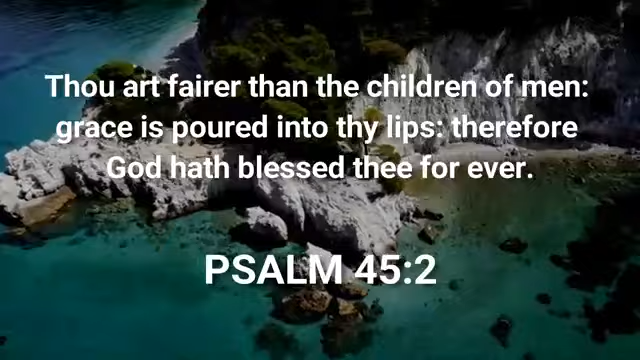 Thou art fairer than the children of men:
grace is poured into thy lips: therefore
God hath blessed thee for ever.
PSALM 45:2